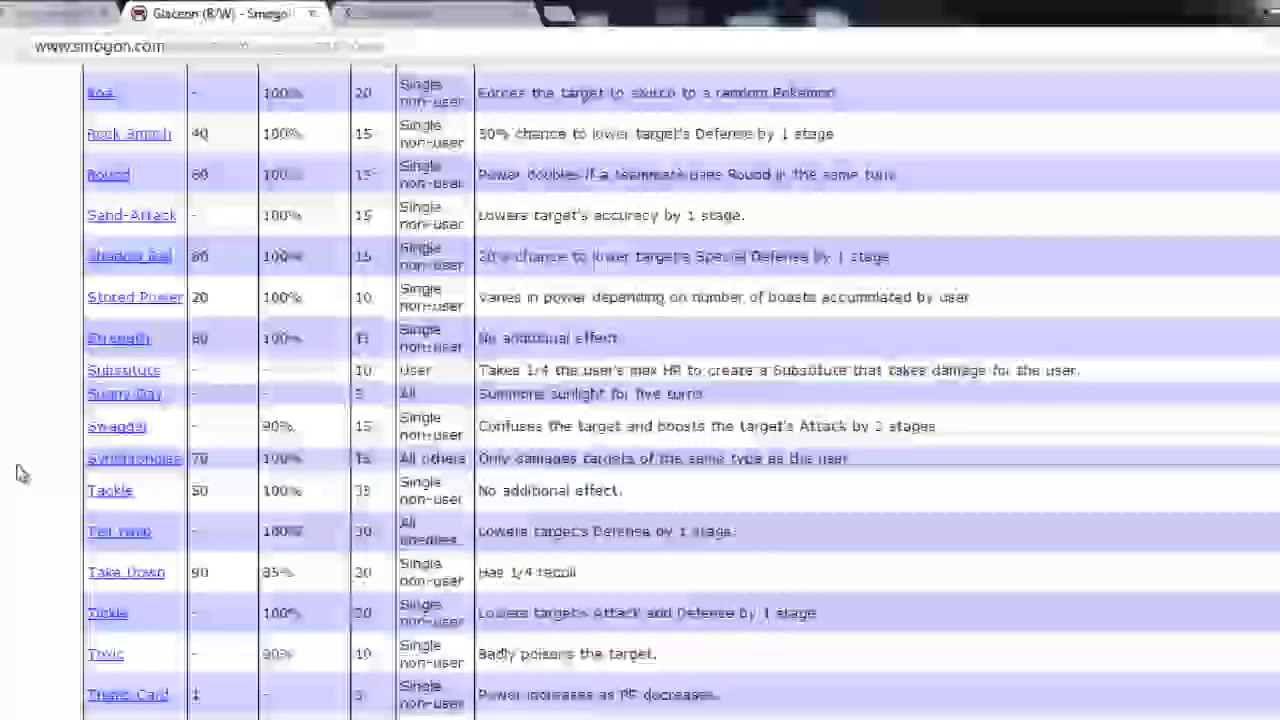 Glaceon (B/W) - Smogo
www.smogon.com
Roar - 100% 20 Single non-user Forces the target to switch to a random Pokemon
Rock Smash 40 100% 15 Single non-user 50% chance to lower target's Defense by 1 stage
Round 60 100% 15 Single non-user Power doubles if a teammate uses Round in the same turn.
Sand-Attack - 100% 15 Single non-user Lowers target's accuracy by 1 stage.
Shadow Ball 80 100% 15 Single non-user 20% chance to lower target's Special Defense by 1 stage
Stored Power 20 100% 10 Single non-user Varies in power depending on number of boosts accumulated by user
Strength 80 100% 15 Single non-user No additional effect.
Substitute - - 10 User Takes 1/4 the user's max HP to create a Substitute that takes damage for the user.
Sunny Day - - 5 All Summons sunlight for five turns
Swagger - 90% 15 Single non-user Confuses the target and boosts the target's Attack by 2 stages
Synchronoise 70 100% 15 All others Only damages targets of the same type as the user
Tackle 50 100% 35 Single non-user No additional effect.
Tail Whip - 100% 30 All enemies Lowers target's Defense by 1 stage.
Take Down 90 85% 20 Single non-user Has 1/4 recoil
Tickle - 100% 20 Single non-user Lowers target's Attack and Defense by 1 stage
Toxic - 90% 10 Single non-user Badly poisons the target.
Trump Card 5 Single non-user Power increases as PP decreases.